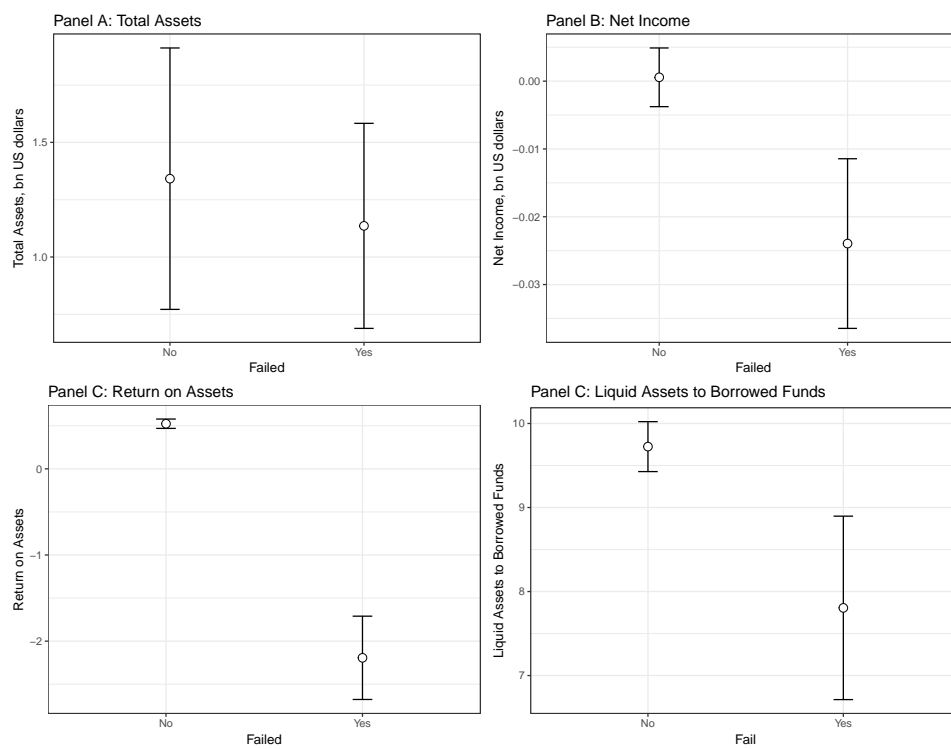 Panel A: Total Assets
Total Assets, bn US dollars
1.5
1.0
No
Yes
Failed
Panel B: Net Income
Net Income, bn US dollars
0.00
−0.01
−0.02
−0.03
No
Yes
Failed
Panel C: Return on Assets
Return on Assets
0
−1
−2
No
Yes
Failed
Panel C: Liquid Assets to Borrowed Funds
Liquid Assets to Borrowed Funds
10
9
8
7
No
Yes
Fail